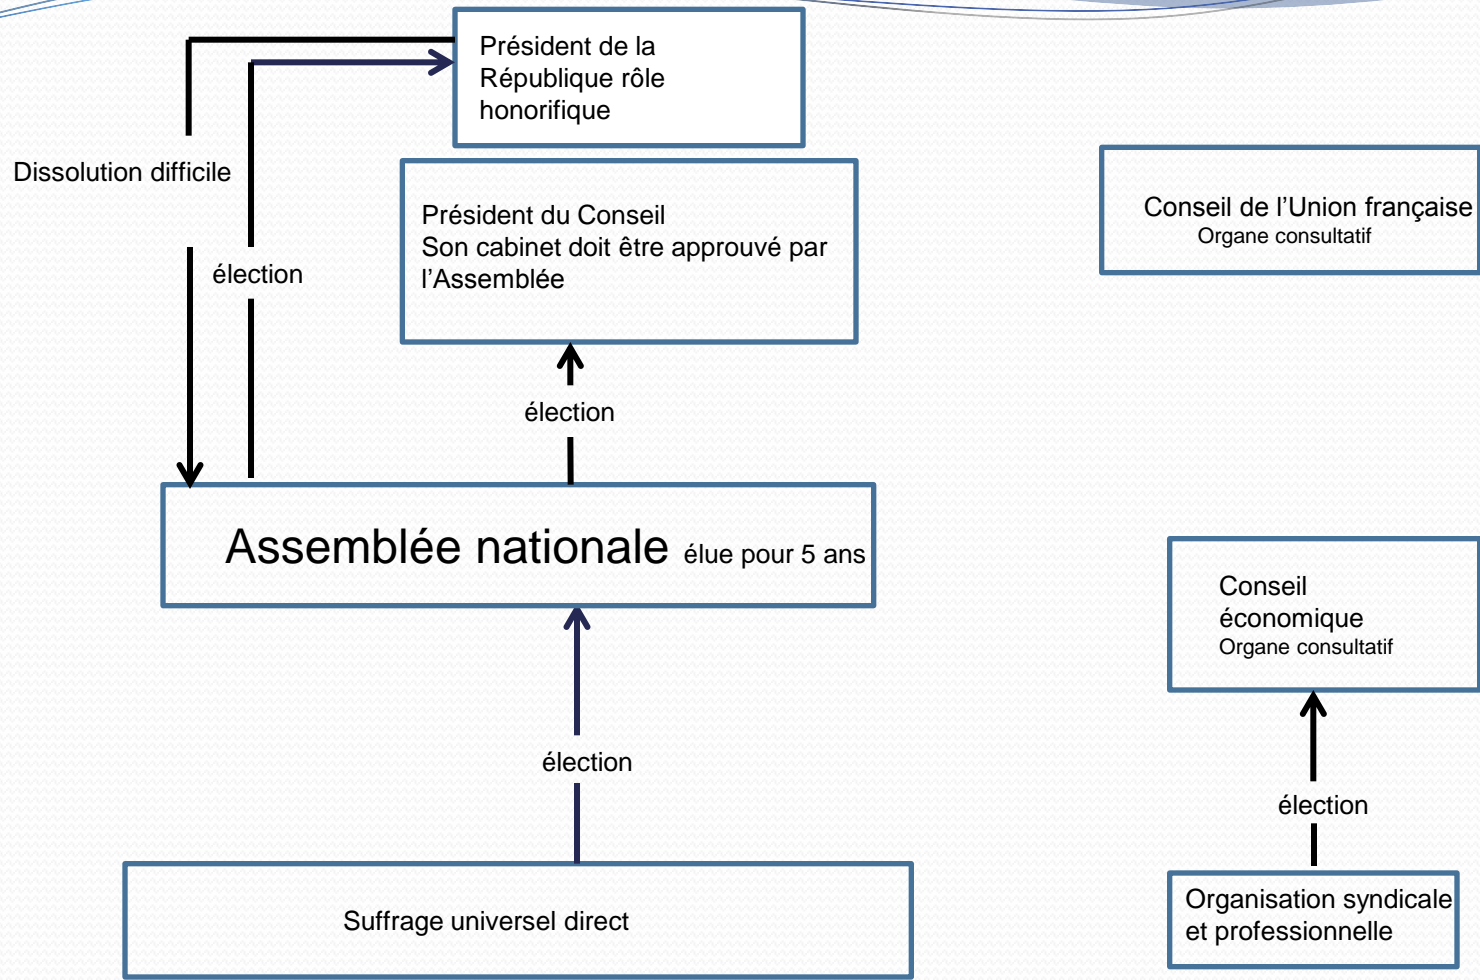 Président de la
République rôle
honorifique
Dissolution difficile
Président du Conseil
Son cabinet doit être approuvé par
l’Assemblée
Conseil de l’Union française
Organe consultatif
élection
élection
Assemblée nationale élue pour 5 ans
Conseil
économique
Organe consultatif
élection
élection
Suffrage universel direct
Organisation syndicale
et professionnelle